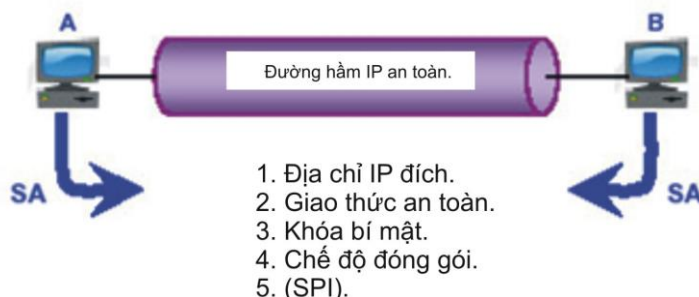 A
B
Đường hầm IP an toàn.
SA
SA
1. Địa chỉ IP đích.
2. Giao thức an toàn.
3. Khóa bí mật.
4. Chế độ đóng gói.
5. (SPI).